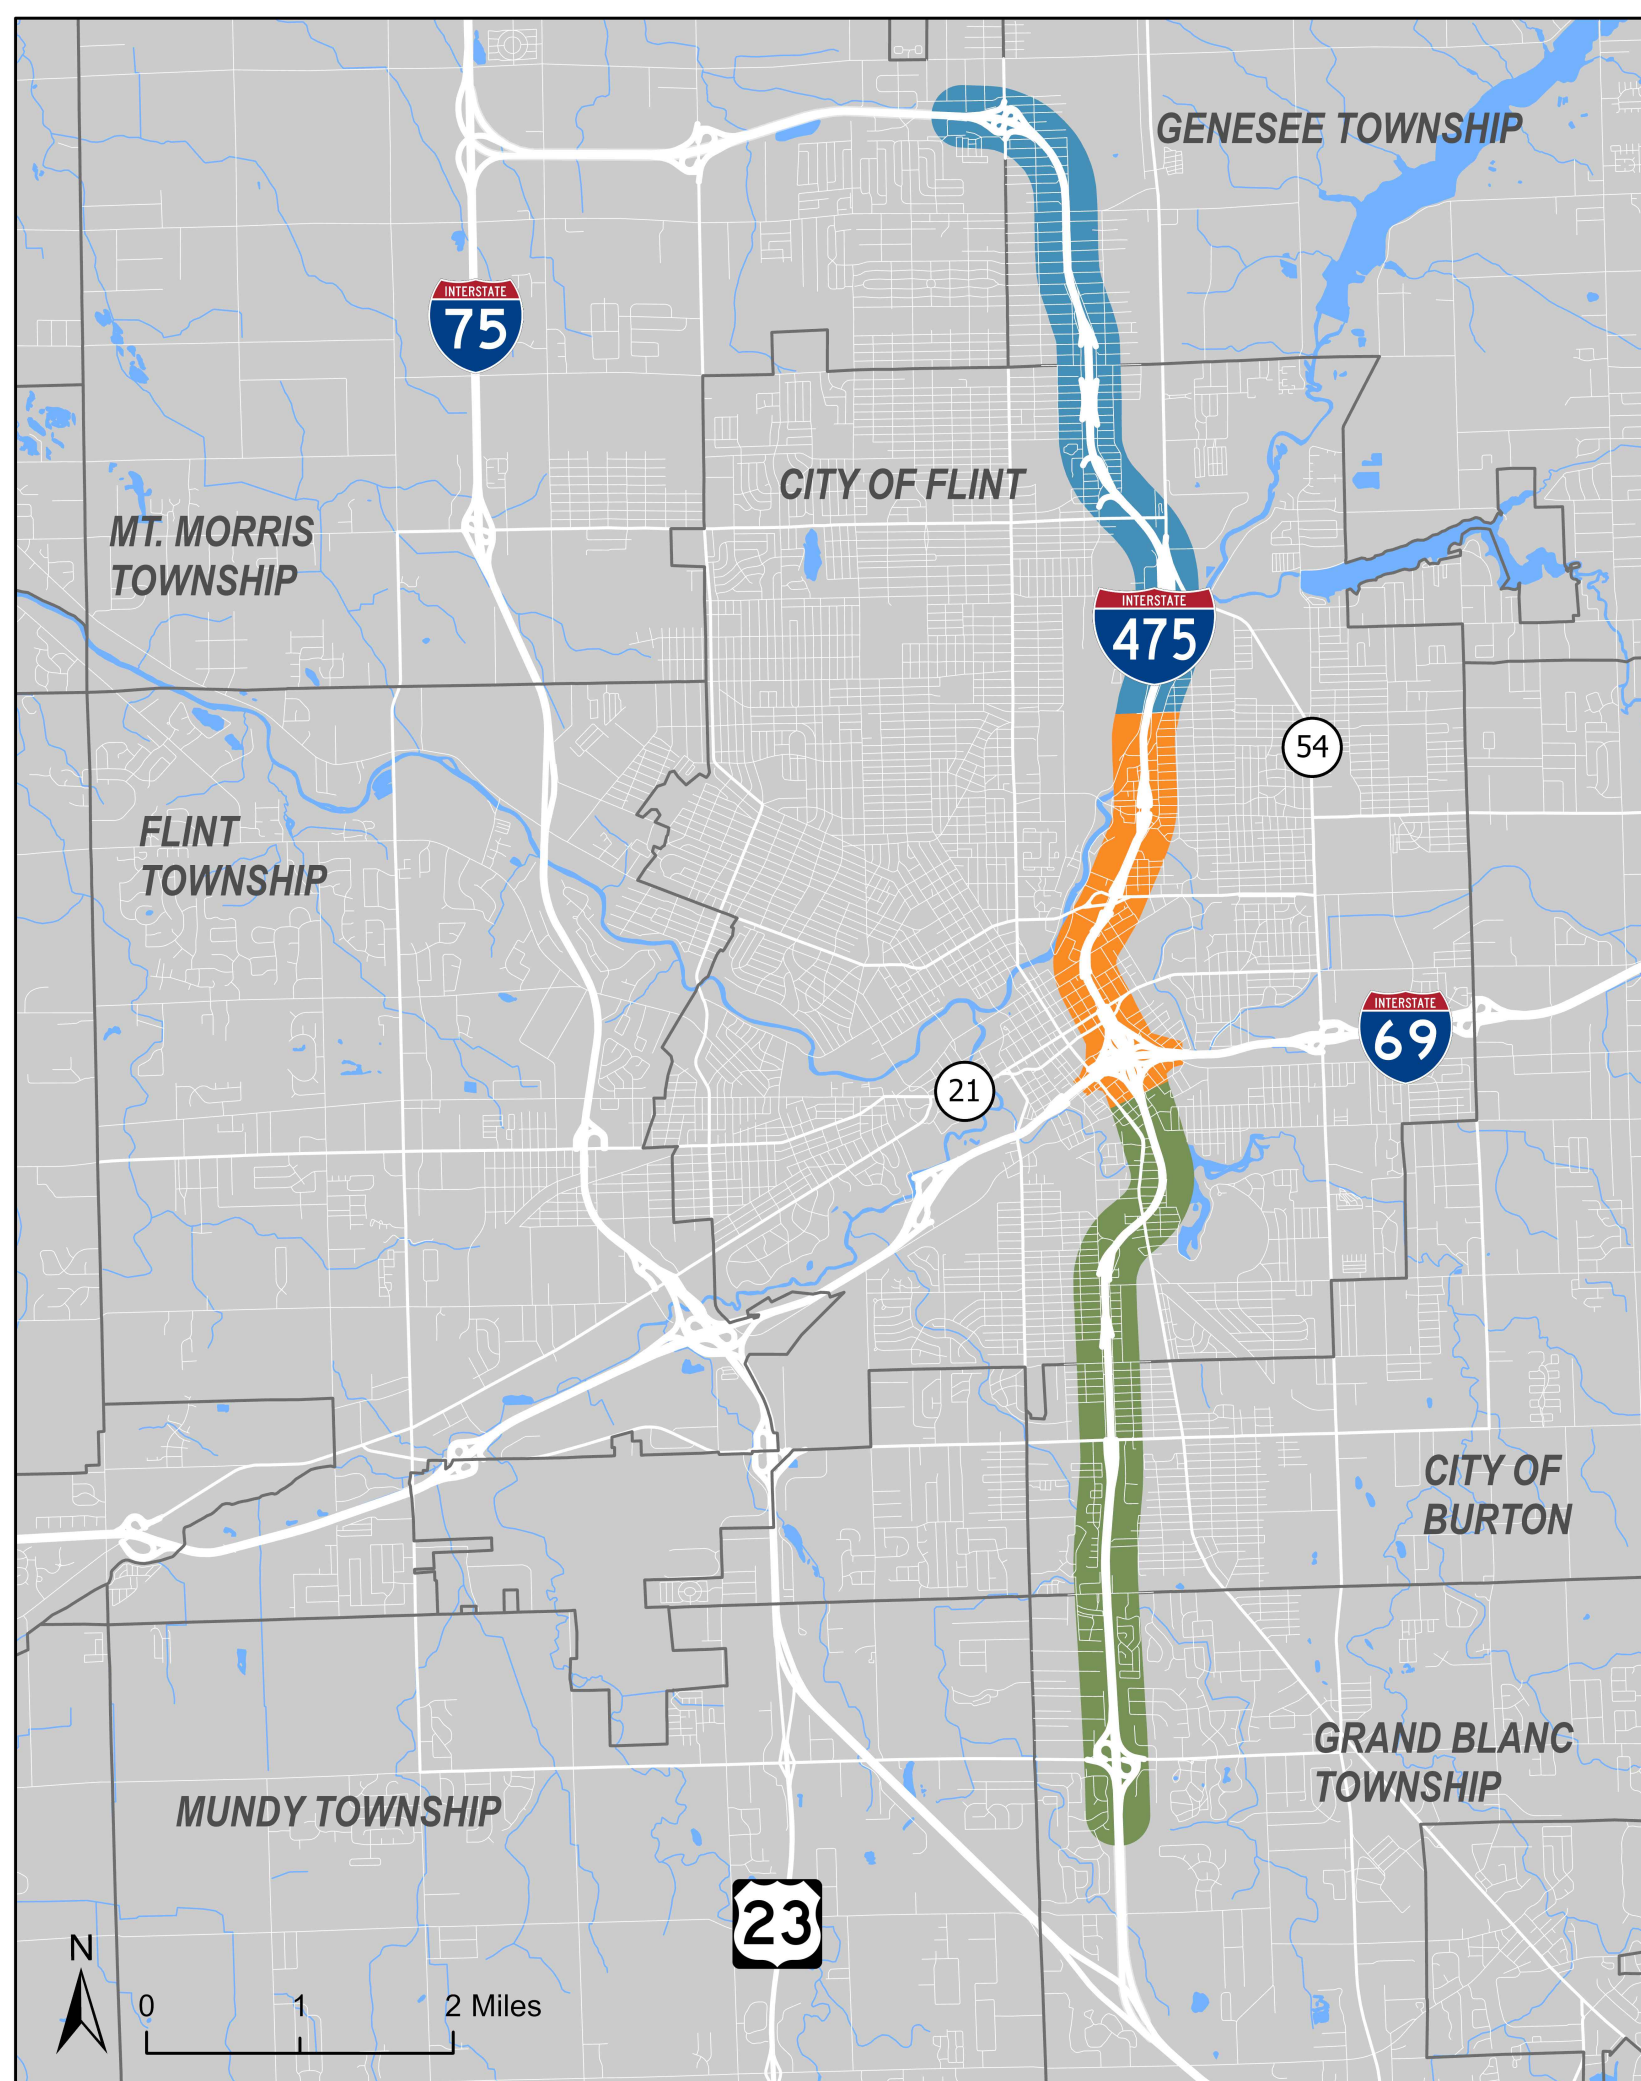 GENESEE TOWNSHIP
INTERSTATE
75
CITY OF FLINT
MT. MORRIS
TOWNSHIP
INTERSTATE
475
54
FLINT
TOWNSHIP
INTERSTATE
69
21
CITY OF
BURTON
GRAND BLANC
TOWNSHIP
MUNDY TOWNSHIP
23
N
0 1 2 Miles